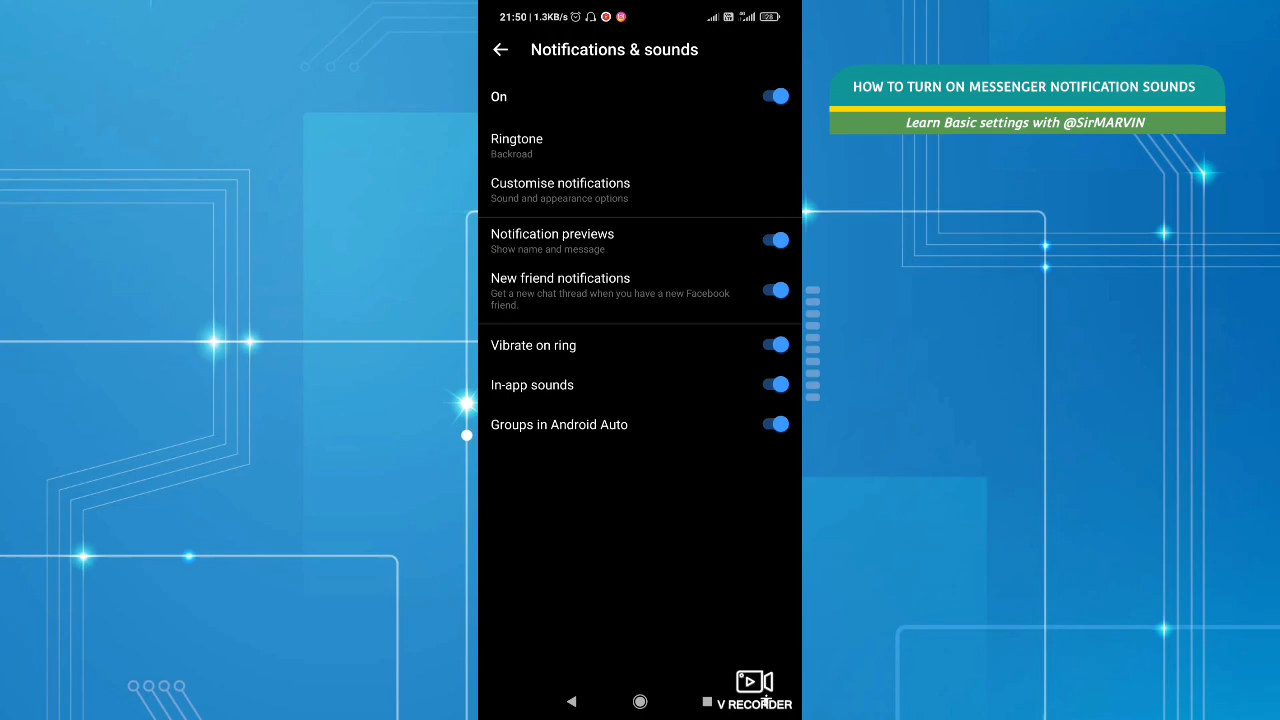 21:50 | 1.3KB/s
4G
28
Notifications & sounds
On
Ringtone
Backroad
Customise notifications
Sound and appearance options
Notification previews
Show name and message
New friend notifications
Get a new chat thread when you have a new Facebook
friend.
Vibrate on ring
In-app sounds
Groups in Android Auto
V RECORDER
HOW TO TURN ON MESSENGER NOTIFICATION SOUNDS
Learn Basic settings with @SirMARVIN